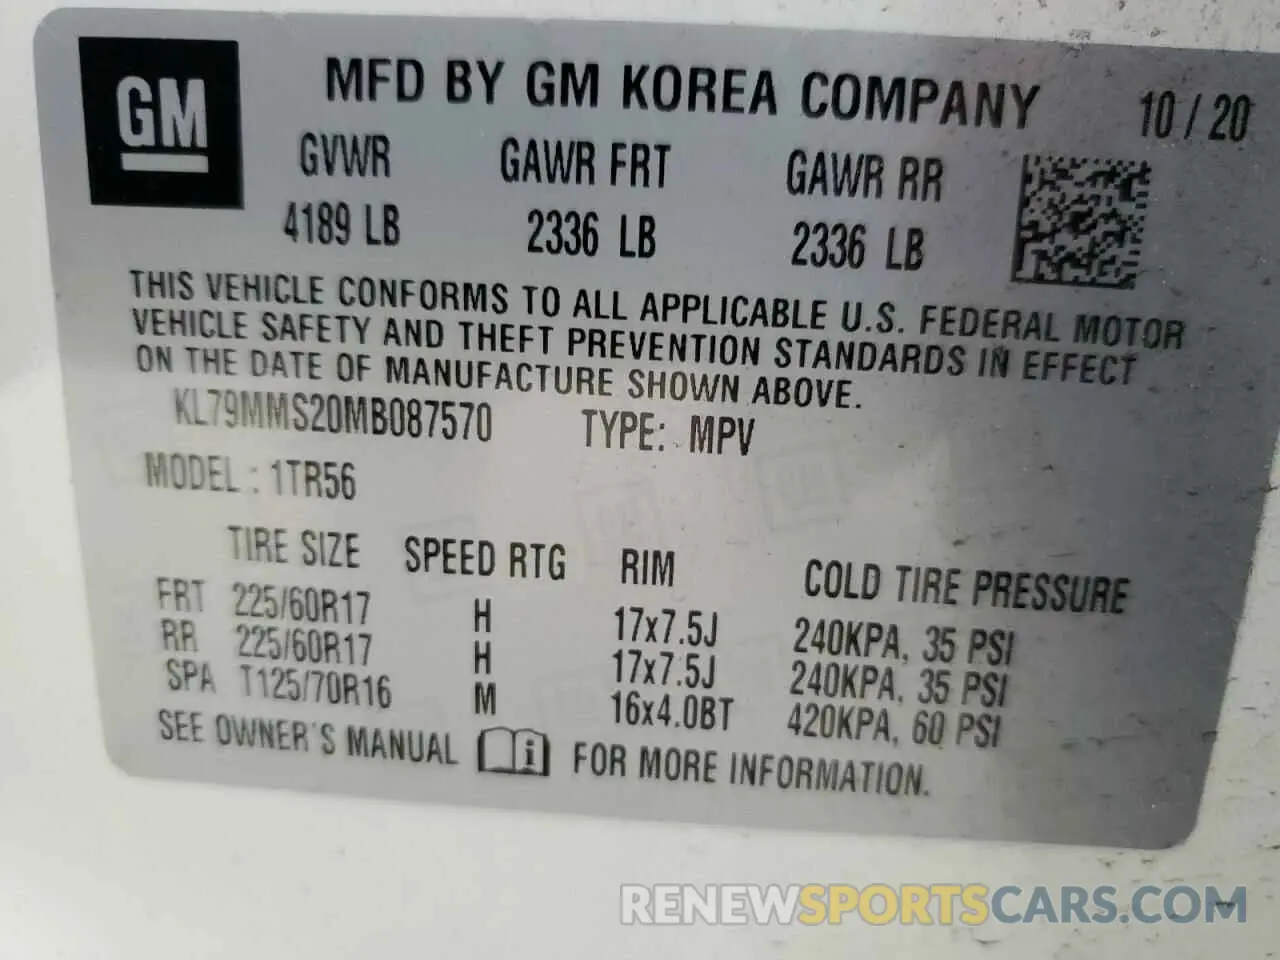 GM
MFD BY GM KOREA COMPANY 10 / 20
GVWR GAWR FRT GAWR RR
4189 LB 2336 LB 2336 LB
THIS VEHICLE CONFORMS TO ALL APPLICABLE U.S. FEDERAL MOTOR
VEHICLE SAFETY AND THEFT PREVENTION STANDARDS IN EFFECT
ON THE DATE OF MANUFACTURE SHOWN ABOVE.
KL79MMS20MB087570 TYPE: MPV
MODEL : 1TR56
TIRE SIZE SPEED RTG RIM COLD TIRE PRESSURE
FRT 225/60R17 H 17x7.5J 240KPA, 35 PSI
RR 225/60R17 H 17x7.5J 240KPA, 35 PSI
SPA T125/70R16 M 16x4.0BT 420KPA, 60 PSI
SEE OWNER'S MANUAL i FOR MORE INFORMATION.
RENEWSPORTSCARS.COM